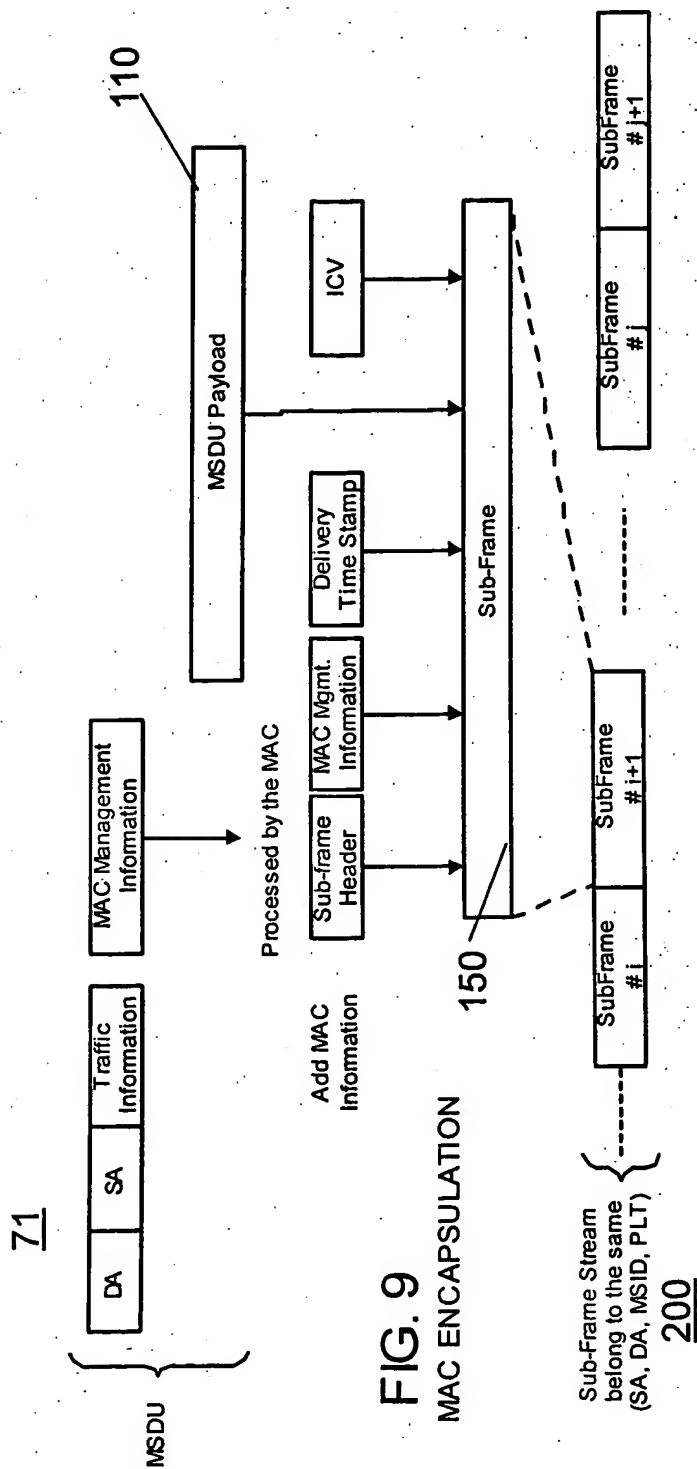 71
MSDU
DA
SA
Traffic
Information
MAC Management
Information
MSDU Payload
110
Processed by the MAC
Add MAC
Information
Sub-frame
Header
MAC Mgmt.
Information
Delivery
Time Stamp
ICV
150
Sub-Frame
FIG. 9
MAC ENCAPSULATION
Sub-Frame Stream
belong to the same
(SA, DA, MSID, PLT)
200
SubFrame
# i
SubFrame
# i+1
SubFrame
# j
SubFrame
# j+1